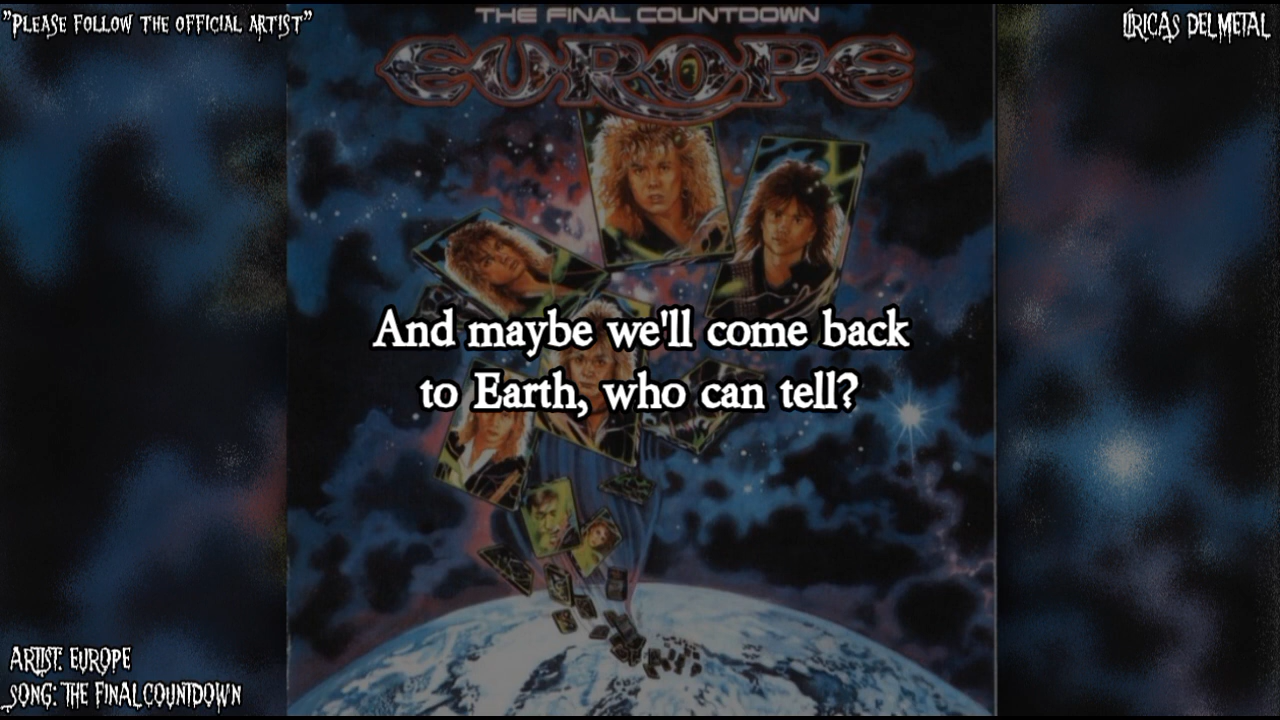 "PLEASE FOLLOW THE OFFICIAL ARTIST"
LÍRICAS DEL METAL
THE FINAL COUNTDOWN
EUROPE
And maybe we'll come back
to Earth, who can tell?
ARTIST: EUROPE
SONG: THE FINAL COUNTDOWN